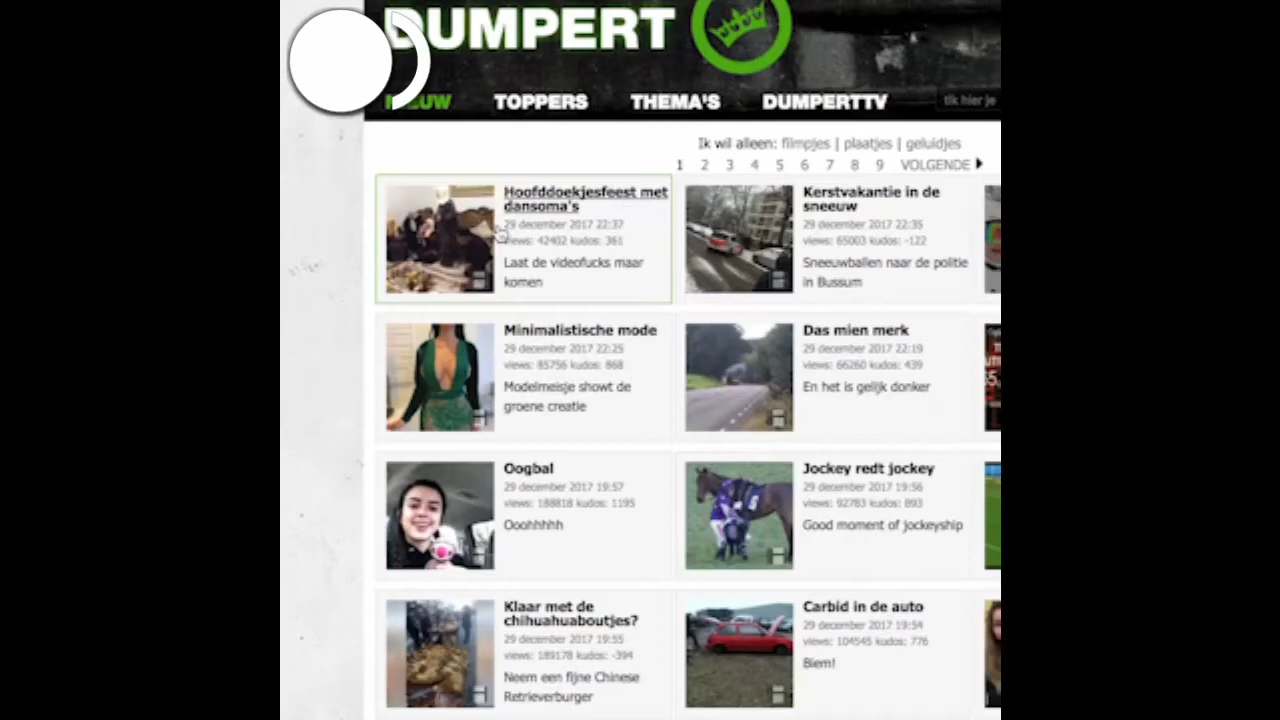 DUMPERT
NIEUW TOPPERS THEMA'S DUMPERTTV tik hier je
Ik wil alleen: filmpjes | plaatjes | geluidjes
1 2 3 4 5 6 7 8 9 VOLGENDE
Hoofddoekjesfeest met
dansoma's
29 december 2017 22:37
views: 42402 kudos: 361
Laat de videofucks maar
komen
Kerstvakantie in de
sneeuw
29 december 2017 22:35
views: 65003 kudos: -122
Sneeuwballen naar de politie
in Bussum
Minimalistische mode
29 december 2017 22:25
views: 85756 kudos: 868
Modelmeisje showt de
groene creatie
Das mien merk
29 december 2017 22:19
views: 66260 kudos: 439
En het is gelijk donker
Oogbal
29 december 2017 19:57
views: 188818 kudos: 1195
Ooohhhhh
Jockey redt jockey
29 december 2017 19:56
views: 92783 kudos: 893
Good moment of jockeyship
Klaar met de
chihuahuaboutjes?
29 december 2017 19:55
views: 189178 kudos: -394
Neem een fijne Chinese
Retrieverburger
Carbid in de auto
29 december 2017 19:54
views: 104545 kudos: 776
Biem!